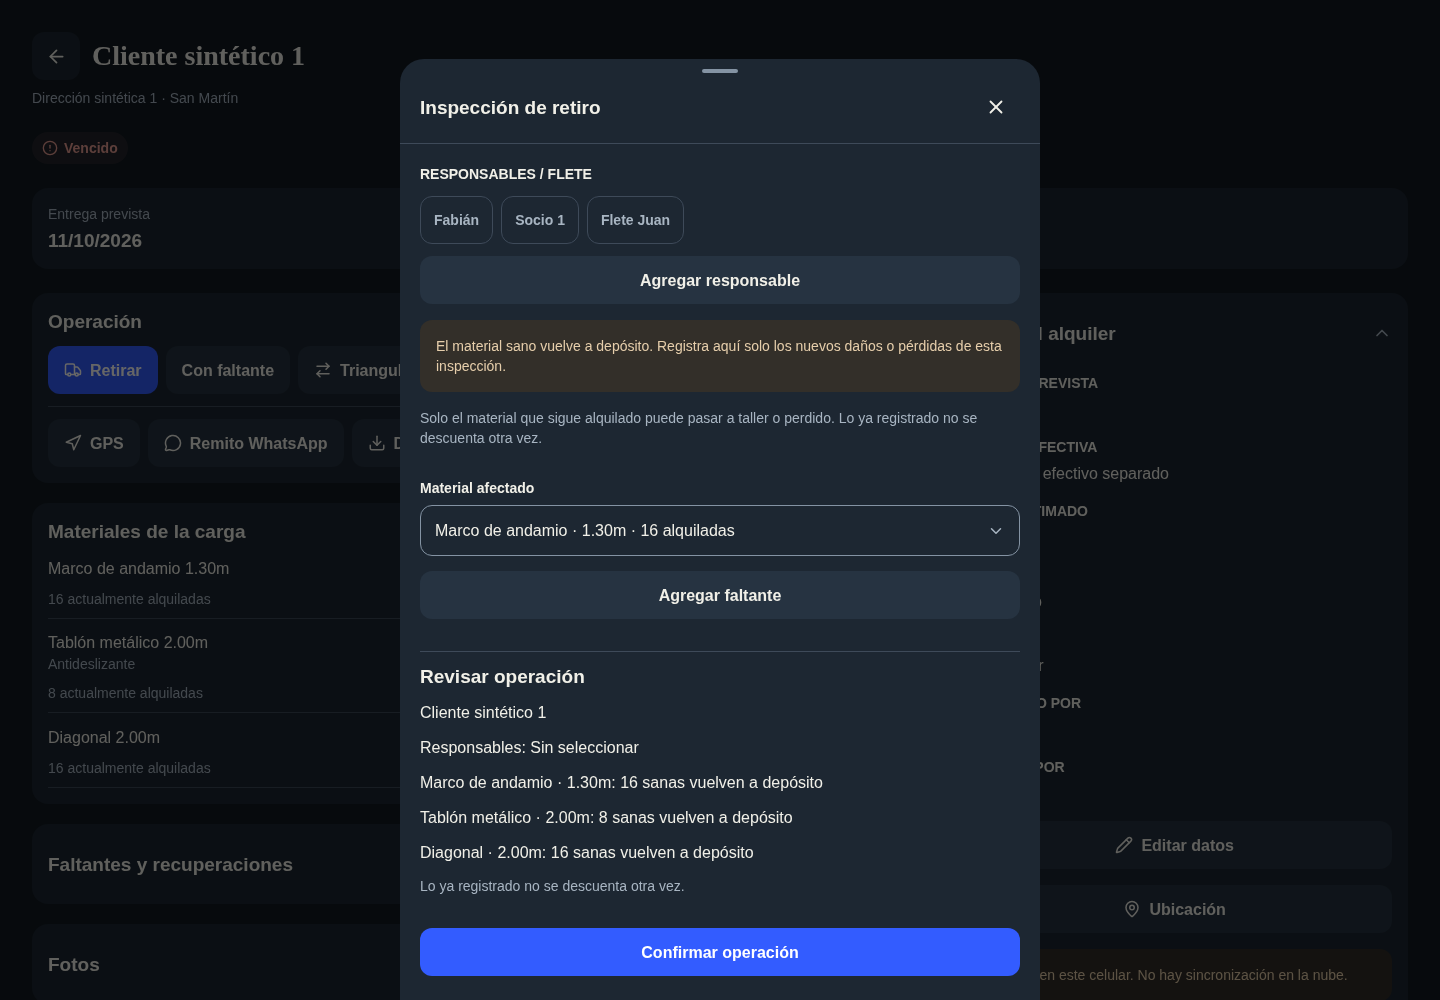 Cliente sintético 1
Dirección sintética 1 · San Martín
Vencido
Entrega prevista
11/10/2026
Operación
Retirar
Con faltante
GPS
Remito WhatsApp
Materiales de la carga
Marco de andamio 1.30m
16 actualmente alquiladas
Tablón metálico 2.00m
Antideslizante
8 actualmente alquiladas
Diagonal 2.00m
16 actualmente alquiladas
Faltantes y recuperaciones
Fotos
Inspección de retiro
RESPONSABLES / FLETE
Fabián
Socio 1
Flete Juan
Agregar responsable
El material sano vuelve a depósito. Registra aquí solo los nuevos daños o pérdidas de esta
inspección.
Solo el material que sigue alquilado puede pasar a taller o perdido. Lo ya registrado no se
descuenta otra vez.
Material afectado
Marco de andamio · 1.30m · 16 alquiladas
Agregar faltante
Revisar operación
Cliente sintético 1
Responsables: Sin seleccionar
Marco de andamio · 1.30m: 16 sanas vuelven a depósito
Tablón metálico · 2.00m: 8 sanas vuelven a depósito
Diagonal · 2.00m: 16 sanas vuelven a depósito
Lo ya registrado no se descuenta otra vez.
Confirmar operación
alquiler
efectivo separado
POR
POR
Editar datos
Ubicación
en este celular. No hay sincronización en la nube.